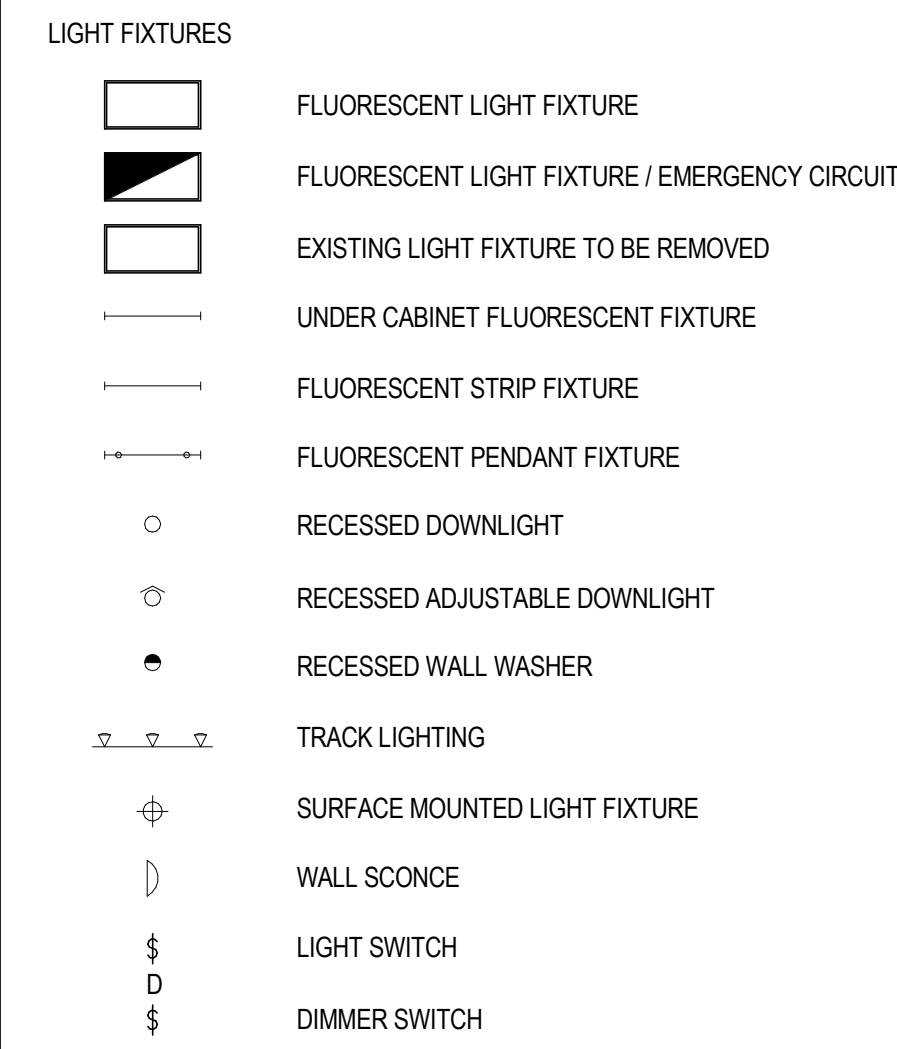 LIGHT FIXTURES
FLUORESCENT LIGHT FIXTURE
FLUORESCENT LIGHT FIXTURE / EMERGENCY CIRCUIT
EXISTING LIGHT FIXTURE TO BE REMOVED
UNDER CABINET FLUORESCENT FIXTURE
FLUORESCENT STRIP FIXTURE
FLUORESCENT PENDANT FIXTURE
RECESSED DOWNLIGHT
RECESSED ADJUSTABLE DOWNLIGHT
RECESSED WALL WASHER
TRACK LIGHTING
SURFACE MOUNTED LIGHT FIXTURE
WALL SCONCE
$ LIGHT SWITCH
D
$ DIMMER SWITCH